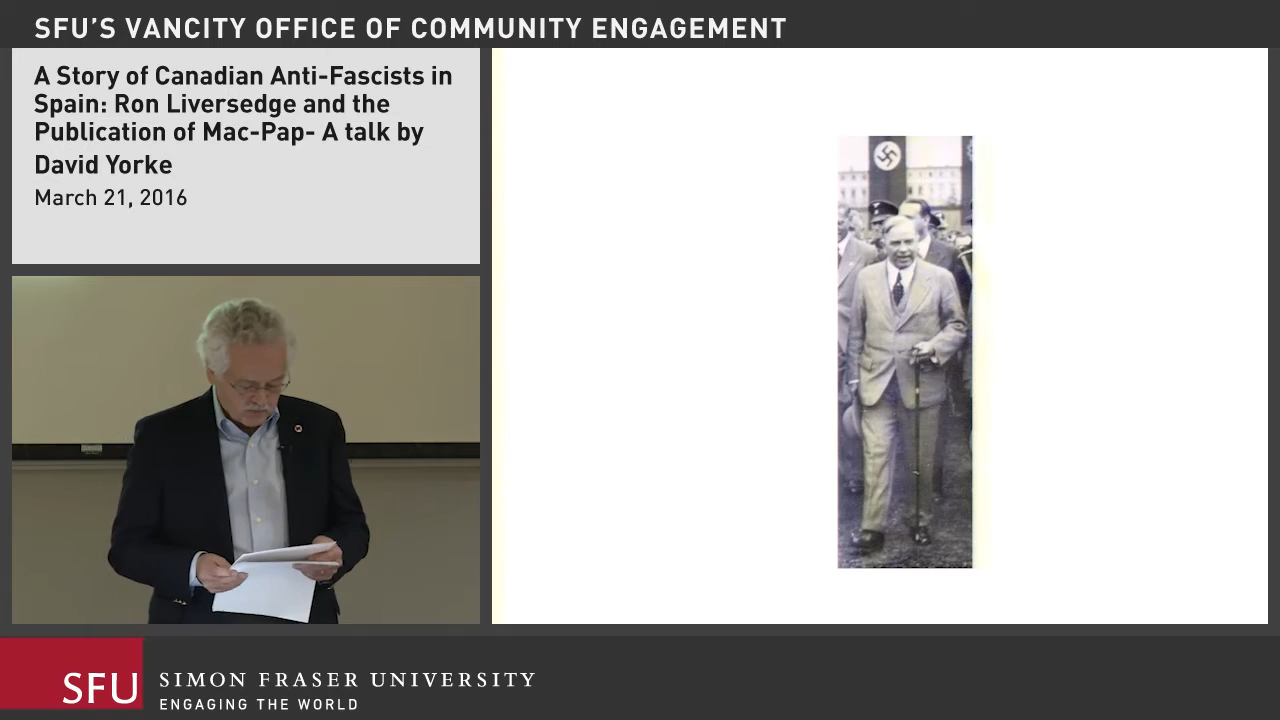 SFU'S VANCITY OFFICE OF COMMUNITY ENGAGEMENT
A Story of Canadian Anti-Fascists in
Spain: Ron Liversedge and the
Publication of Mac-Pap- A talk by
David Yorke
March 21, 2016
SFU
SIMON FRASER UNIVERSITY
ENGAGING THE WORLD